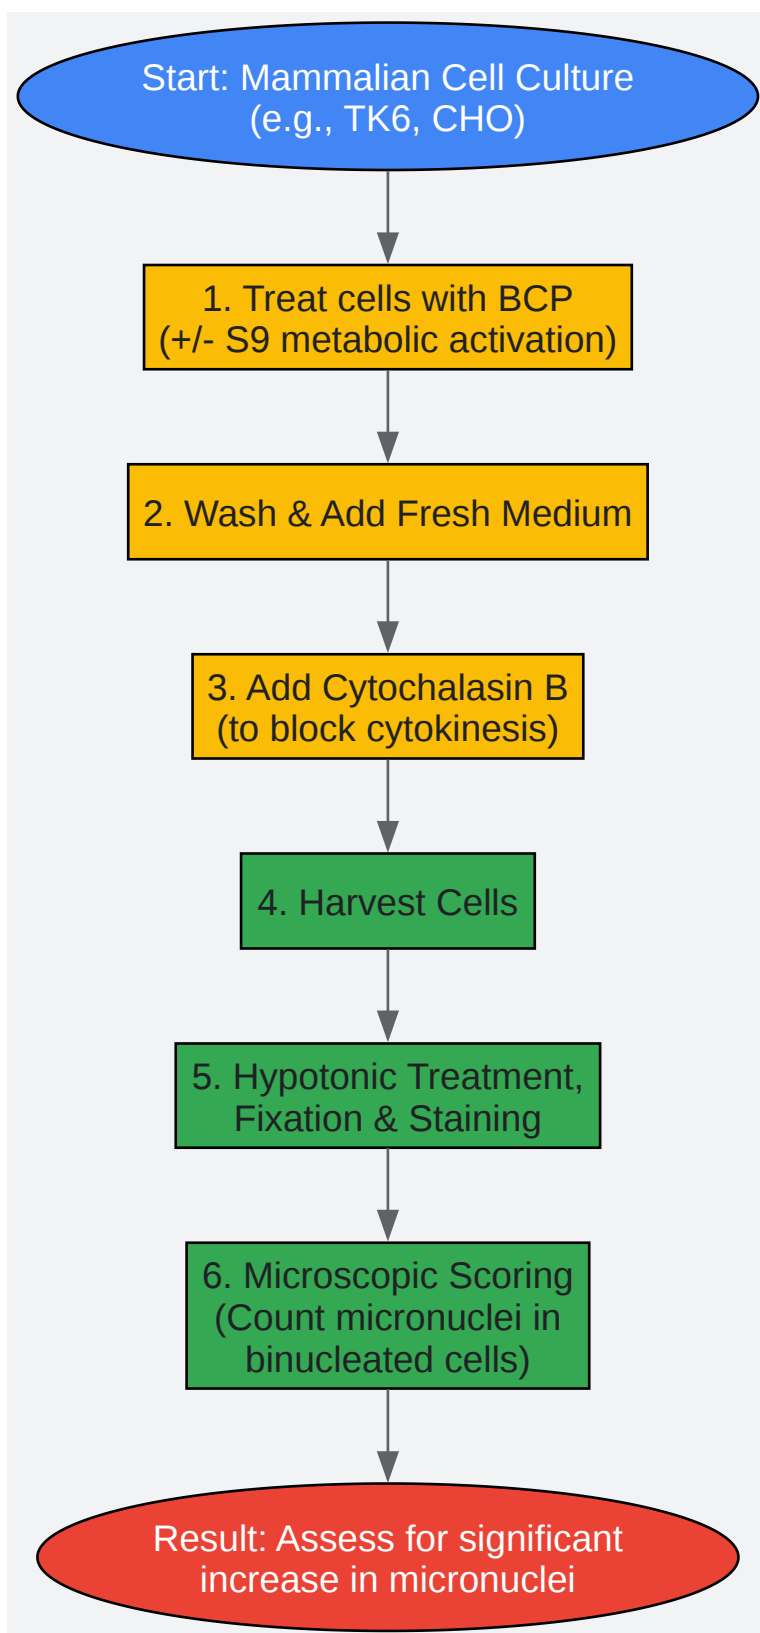 Start: Mammalian Cell Culture
(e.g., TK6, CHO)
1. Treat cells with BCP
(+/- S9 metabolic activation)
2. Wash & Add Fresh Medium
3. Add Cytochalasin B
(to block cytokinesis)
4. Harvest Cells
5. Hypotonic Treatment,
Fixation & Staining
6. Microscopic Scoring
(Count micronuclei in
binucleated cells)
Result: Assess for significant
increase in micronuclei